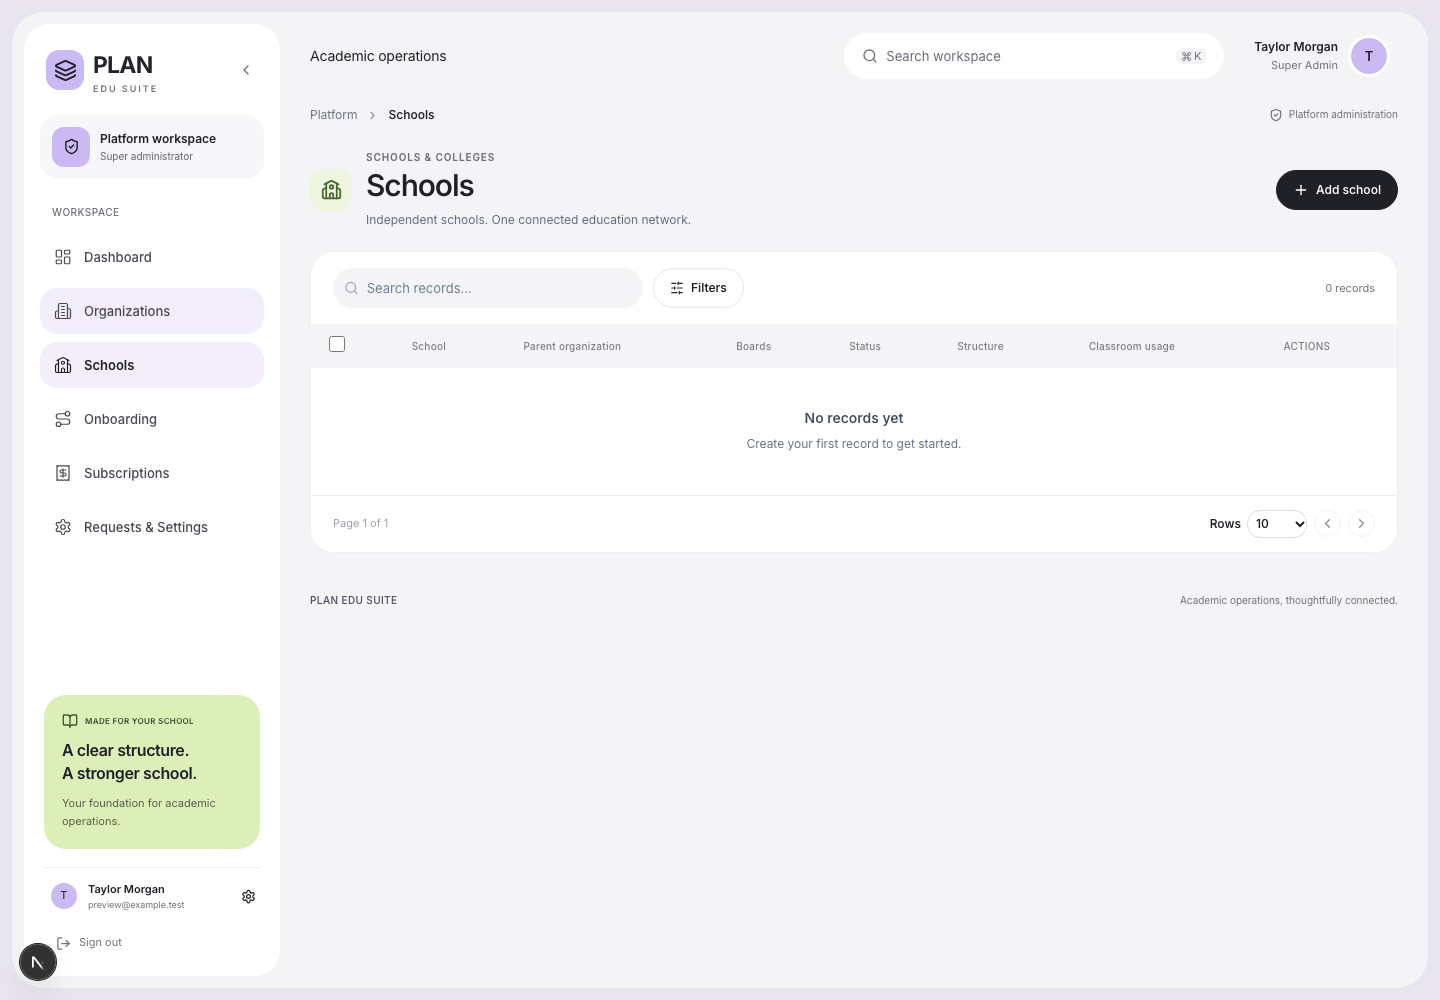 PLAN
EDU SUITE
Platform workspace
Super administrator
WORKSPACE
Dashboard
Organizations
Schools
Onboarding
Subscriptions
Requests & Settings
MADE FOR YOUR SCHOOL
A clear structure.
A stronger school.
Your foundation for academic
operations.
T
Taylor Morgan
preview@example.test
Sign out
Academic operations
Search workspace
⌘ K
Taylor Morgan
Super Admin
T
Platform
Schools
Platform administration
SCHOOLS & COLLEGES
Schools
Independent schools. One connected education network.
Add school
Search records...
Filters
0 records
School Parent organization Boards Status Structure Classroom usage ACTIONS
No records yet
Create your first record to get started.
Page 1 of 1
Rows 10
PLAN EDU SUITE
Academic operations, thoughtfully connected.